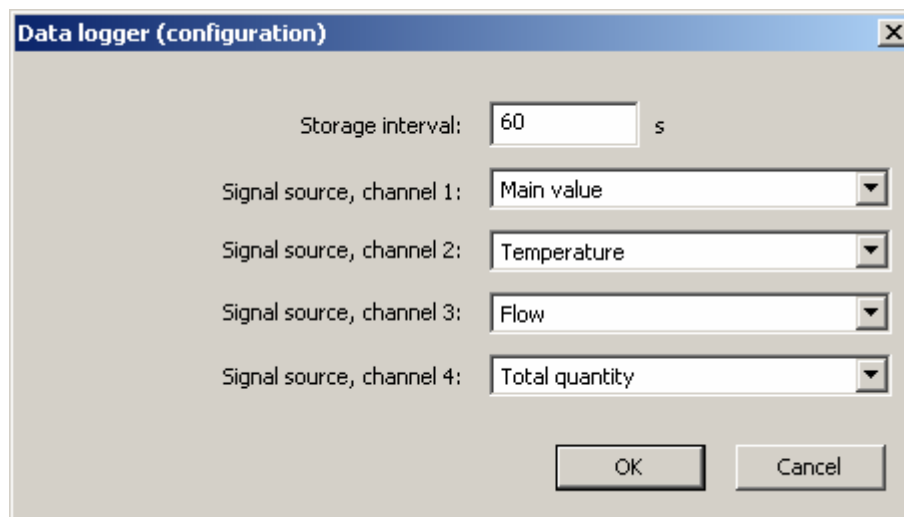 Data logger (configuration)
Storage interval: 60 s
Signal source, channel 1: Main value
Signal source, channel 2: Temperature
Signal source, channel 3: Flow
Signal source, channel 4: Total quantity
OK Cancel